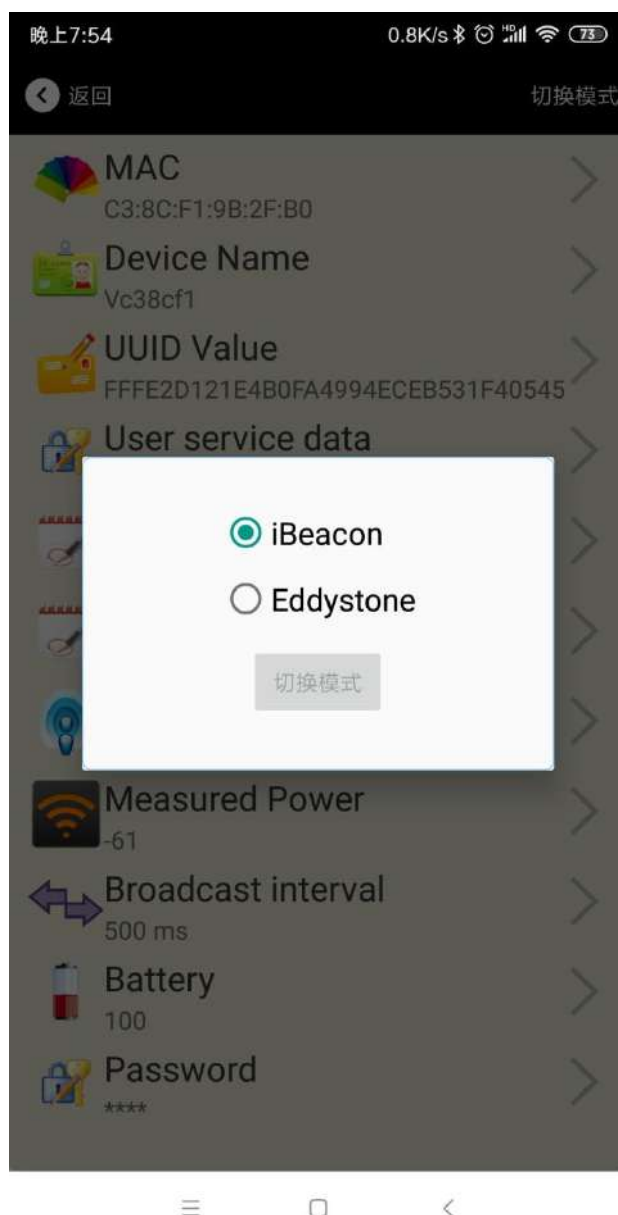 晚上7:54 0.8K/s HD 73
返回 切换模式
MAC
C3:8C:F1:9B:2F:B0
Device Name
Vc38cf1
UUID Value
FFFE2D121E4B0FA4994ECEB531F40545
User service data
iBeacon
Eddystone
切换模式
Measured Power
-61
Broadcast interval
500 ms
Battery
100
Password
****